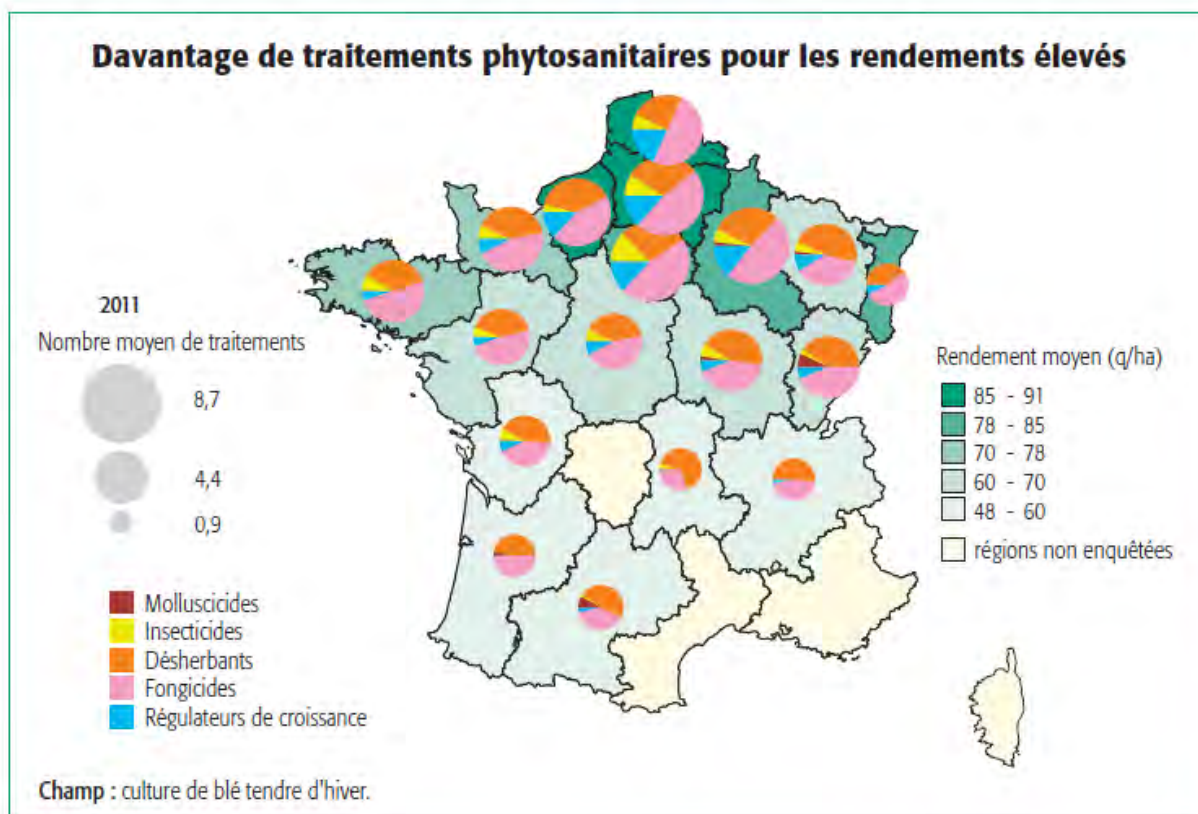 Davantage de traitements phytosanitaires pour les rendements élevés
2011
Nombre moyen de traitements
8,7
4,4
0,9
Molluscicides
Insecticides
Désherbants
Fongicides
Régulateurs de croissance
Rendement moyen (q/ha)
85 - 91
78 - 85
70 - 78
60 - 70
48 - 60
régions non enquêtées
Champ : culture de blé tendre d'hiver.